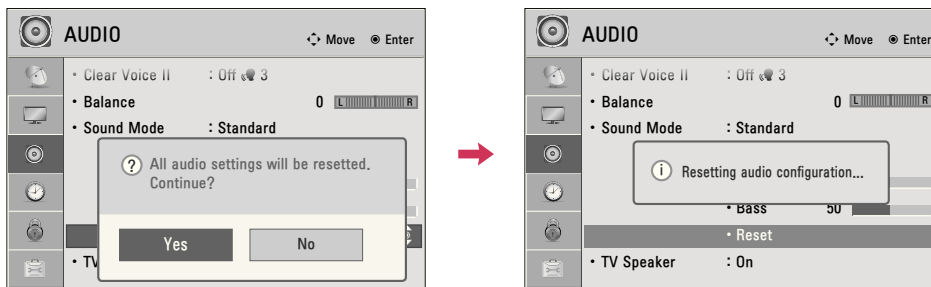 AUDIO
Move Enter
• Clear Voice II : Off 3
• Balance 0 L R
• Sound Mode : Standard
? All audio settings will be resetted.
Continue?
Yes No
• TV
AUDIO
Move Enter
• Clear Voice II : Off 3
• Balance 0 L R
• Sound Mode : Standard
i Resetting audio configuration...
• Bass 50
• Reset
• TV Speaker : On